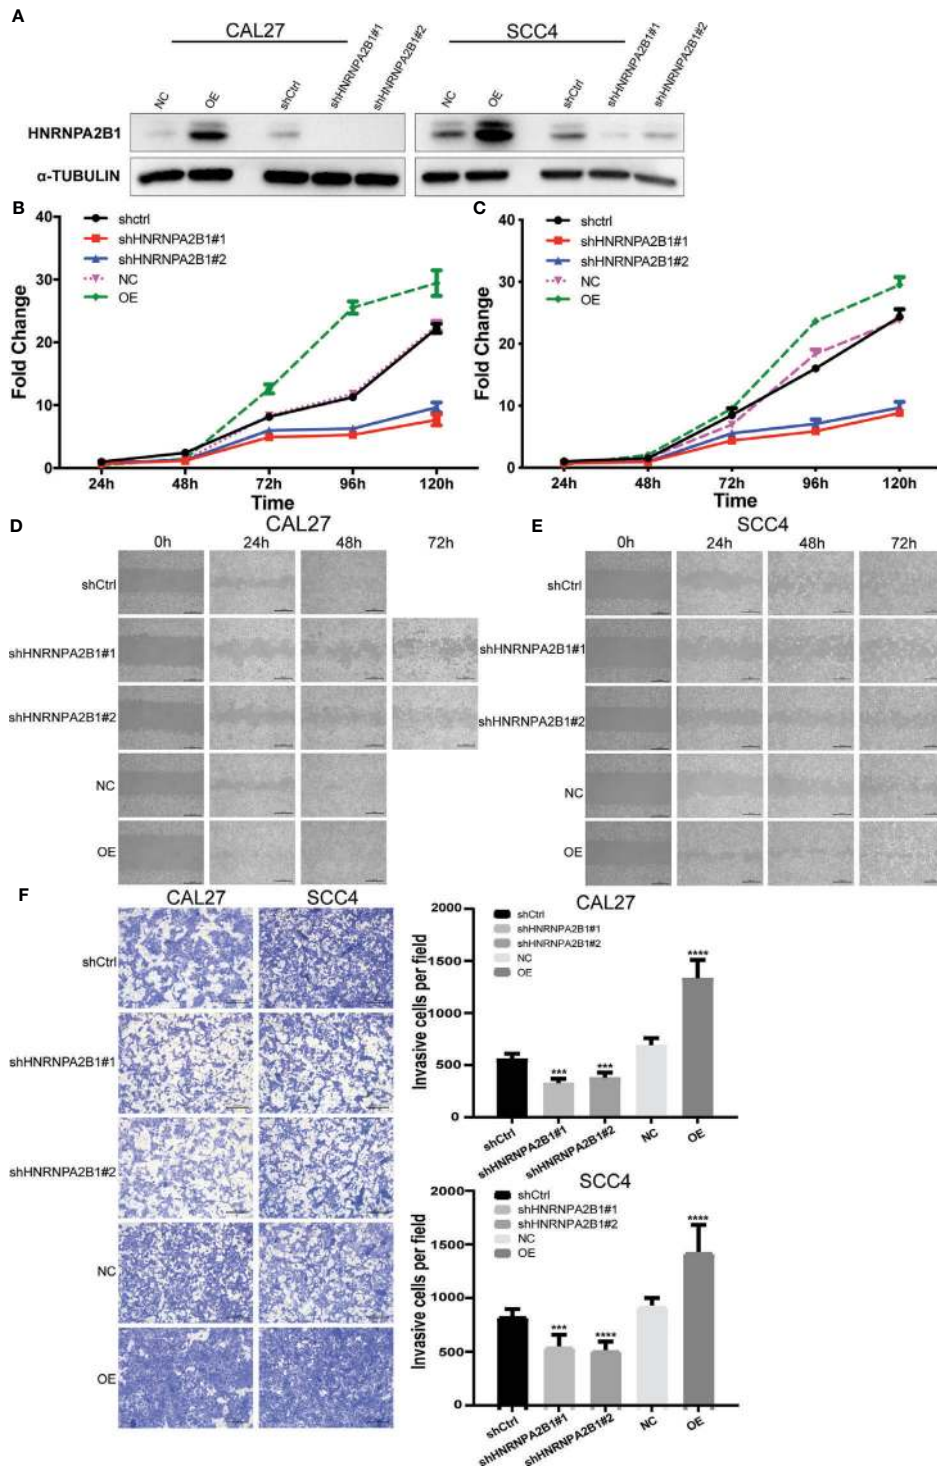 A
CAL27
SCC4
NC
OE
shCtrl
shHNRNPA2B1#1
shHNRNPA2B1#2
NC
OE
shCtrl
shHNRNPA2B1#1
shHNRNPA2B1#2
HNRNPA2B1
α-TUBULIN
B
Fold Change
40
30
20
10
0
24h 48h 72h 96h 120h
Time
shctrl
shHNRNPA2B1#1
shHNRNPA2B1#2
NC
OE
C
Fold Change
40
30
20
10
0
24h 48h 72h 96h 120h
Time
shctrl
shHNRNPA2B1#1
shHNRNPA2B1#2
NC
OE
D
CAL27
0h 24h 48h 72h
shCtrl
shHNRNPA2B1#1
shHNRNPA2B1#2
NC
OE
E
SCC4
0h 24h 48h 72h
shCtrl
shHNRNPA2B1#1
shHNRNPA2B1#2
NC
OE
F
CAL27 SCC4
shCtrl
shHNRNPA2B1#1
shHNRNPA2B1#2
NC
OE
CAL27
Invasive cells per field
2000
1500
1000
500
0
shCtrl
shHNRNPA2B1#1
shHNRNPA2B1#2
NC
OE
*** *** ****
shCtrl shHNRNPA2B1#1 shHNRNPA2B1#2 NC OE
SCC4
Invasive cells per field
2000
1500
1000
500
0
shCtrl
shHNRNPA2B1#1
shHNRNPA2B1#2
NC
OE
*** **** ****
shCtrl shHNRNPA2B1#1 shHNRNPA2B1#2 NC OE